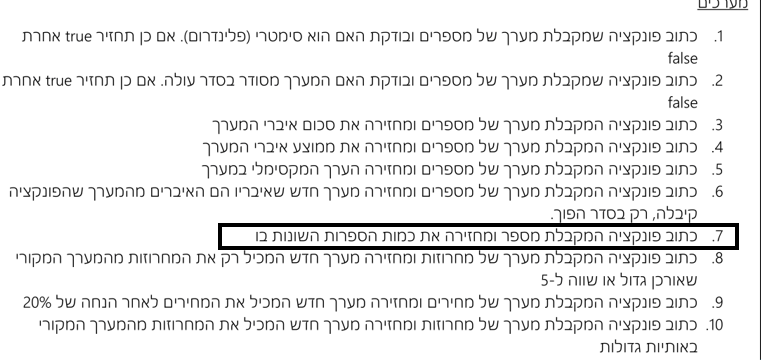 מערכים
1. כתוב פונקציה שמקבלת מערך של מספרים ובודקת האם הוא סימטרי (פלינדרום). אם כן תחזיר true אחרת
false
2. כתוב פונקציה שמקבלת מערך של מספרים ובודקת האם המערך מסודר בסדר עולה. אם כן תחזיר true אחרת
false
3. כתוב פונקציה המקבלת מערך של מספרים ומחזירה את סכום איברי המערך
4. כתוב פונקציה המקבלת מערך של מספרים ומחזירה את ממוצע איברי המערך
5. כתוב פונקציה המקבלת מערך של מספרים ומחזירה הערך המקסימלי במערך
6. כתוב פונקציה המקבלת מערך של מספרים ומחזירה מערך חדש שאיבריו הם האיברים מהמערך שהפונקציה
קיבלה, רק בסדר הפוך.
7. כתוב פונקציה המקבלת מספר ומחזירה את כמות הספרות השונות בו
8. כתוב פונקציה המקבלת מערך של מחרוזות ומחזירה מערך חדש המכיל רק את המחרוזות מהמערך המקורי
שאורכן גדול או שווה ל-5
9. כתוב פונקציה המקבלת מערך של מחירים ומחזירה מערך חדש המכיל את המחירים לאחר הנחה של 20%
10. כתוב פונקציה המקבלת מערך של מחרוזות ומחזירה מערך חדש המכיל את המחרוזות מהמערך המקורי
באותיות גדולות